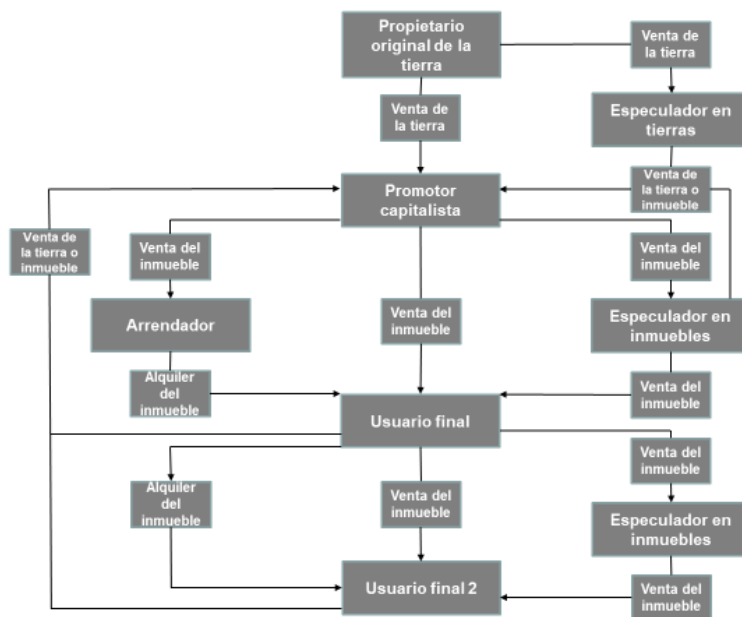 Propietario
original de la
tierra
Venta de
la tierra
Venta de
la tierra
Especulador en
tierras
Promotor
capitalista
Venta de
la tierra o
inmueble
Venta de
la tierra o
inmueble
Venta del
inmueble
Venta del
inmueble
Arrendador
Venta del
inmueble
Especulador en
inmuebles
Alquiler
del
inmueble
Venta del
inmueble
Usuario final
Venta del
inmueble
Alquiler
del
inmueble
Venta del
inmueble
Especulador en
inmuebles
Usuario final 2
Venta del
inmueble